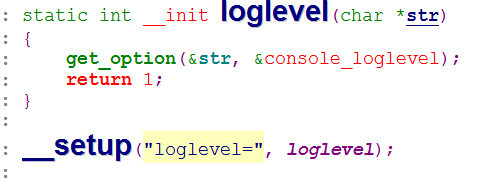 : static int __init loglevel(char *str)
: {
:     get_option(&str, &console_loglevel);
:     return 1;
: }
:
: __setup("loglevel=", loglevel);